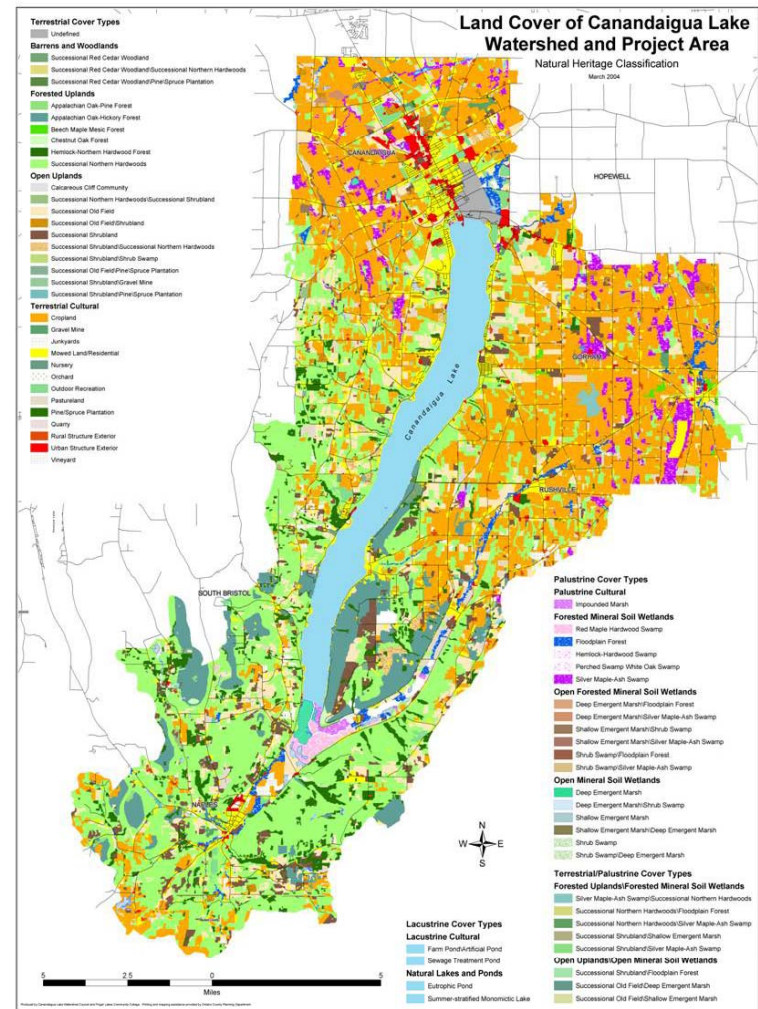 Land Cover of Canandaigua Lake
Watershed and Project Area
Natural Heritage Classification
March 2004
Terrestrial Cover Types
Undefined
Barrens and Woodlands
Successional Red Cedar Woodland
Successional Red Cedar Woodland\Successional Northern Hardwoods
Successional Red Cedar Woodland\Pine\Spruce Plantation
Forested Uplands
Appalachian Oak-Pine Forest
Appalachian Oak-Hickory Forest
Beech Maple Mesic Forest
Chestnut Oak Forest
Hemlock-Northern Hardwood Forest
Successional Northern Hardwoods
Open Uplands
Calcareous Cliff Community
Successional Northern Hardwoods\Successional Shrubland
Successional Old Field
Successional Old Field\Shrubland
Successional Shrubland
Successional Shrubland\Successional Northern Hardwoods
Successional Shrubland\Shrub Swamp
Successional Old Field\Pine\Spruce Plantation
Successional Shrubland\Gravel Mine
Successional Shrubland\Pine\Spruce Plantation
Terrestrial Cultural
Cropland
Gravel Mine
Junkyards
Mowed Land/Residential
Nursery
Orchard
Outdoor Recreation
Pastureland
Pine/Spruce Plantation
Quarry
Rural Structure Exterior
Urban Structure Exterior
Vineyard
CANANDAIGUA
HOPEWELL
GORHAM
Canandaigua Lake
RUSHVILLE
SOUTH BRISTOL
NAPLES
Palustrine Cover Types
Palustrine Cultural
Impounded Marsh
Forested Mineral Soil Wetlands
Red Maple Hardwood Swamp
Floodplain Forest
Hemlock-Hardwood Swamp
Perched Swamp White Oak Swamp
Silver Maple-Ash Swamp
Open Forested Mineral Soil Wetlands
Deep Emergent Marsh\Floodplain Forest
Deep Emergent Marsh\Silver Maple-Ash Swamp
Shallow Emergent Marsh\Shrub Swamp
Shallow Emergent Marsh\Silver Maple-Ash Swamp
Shrub Swamp\Floodplain Forest
Shrub Swamp\Silver Maple-Ash Swamp
Open Mineral Soil Wetlands
Deep Emergent Marsh
Deep Emergent Marsh\Shrub Swamp
Shallow Emergent Marsh
Shallow Emergent Marsh\Deep Emergent Marsh
Shrub Swamp
Shrub Swamp\Deep Emergent Marsh
Terrestrial/Palustrine Cover Types
Forested Uplands\Forested Mineral Soil Wetlands
Silver Maple-Ash Swamp\Successional Northern Hardwoods
Successional Northern Hardwoods\Floodplain Forest
Successional Northern Hardwoods\Silver Maple-Ash Swamp
Successional Shrubland\Shallow Emergent Marsh
Successional Shrubland\Silver Maple-Ash Swamp
Open Uplands\Open Mineral Soil Wetlands
Successional Shrubland\Floodplain Forest
Successional Old Field\Deep Emergent Marsh
Successional Old Field\Shallow Emergent Marsh
N
W E
S
Lacustrine Cover Types
Lacustrine Cultural
Farm Pond/Artificial Pond
Sewage Treatment Pond
Natural Lakes and Ponds
Eutrophic Pond
Summer-stratified Monomictic Lake
5 2.5 0 5
Miles